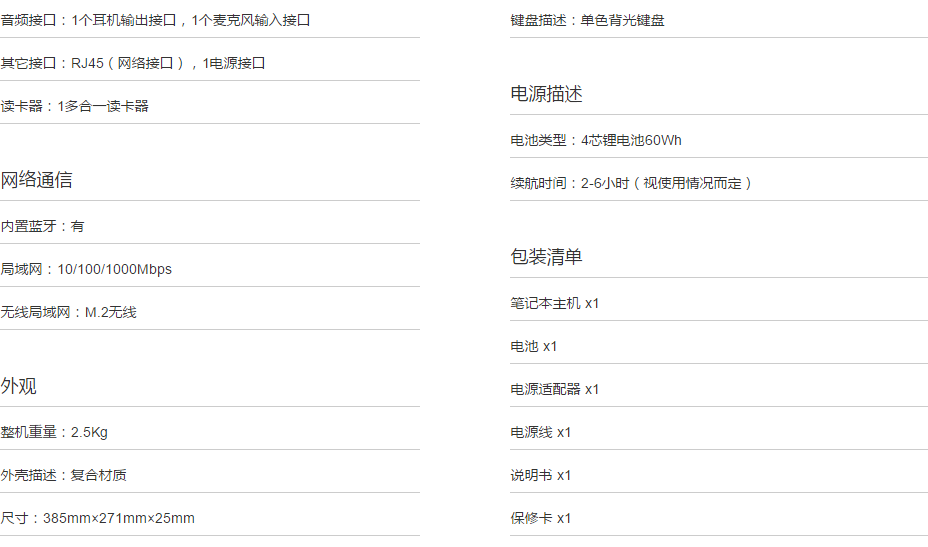 音频接口：1个耳机输出接口，1个麦克风输入接口
其它接口：RJ45（网络接口），1电源接口
读卡器：1多合一读卡器
网络通信
内置蓝牙：有
局域网：10/100/1000Mbps
无线局域网：M.2无线
外观
整机重量：2.5Kg
外壳描述：复合材质
尺寸：385mm×271mm×25mm
键盘描述：单色背光键盘
电源描述
电池类型：4芯锂电池60Wh
续航时间：2-6小时（视使用情况而定）
包装清单
笔记本主机 x1
电池 x1
电源适配器 x1
电源线 x1
说明书 x1
保修卡 x1